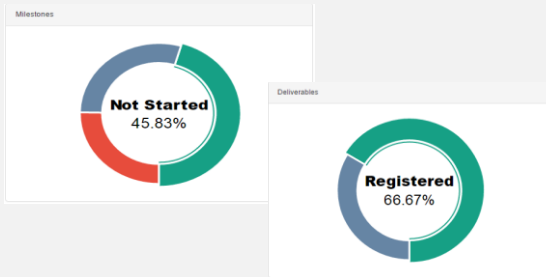 Milestones
Not Started
45.83%
Deliverables
Registered
66.67%